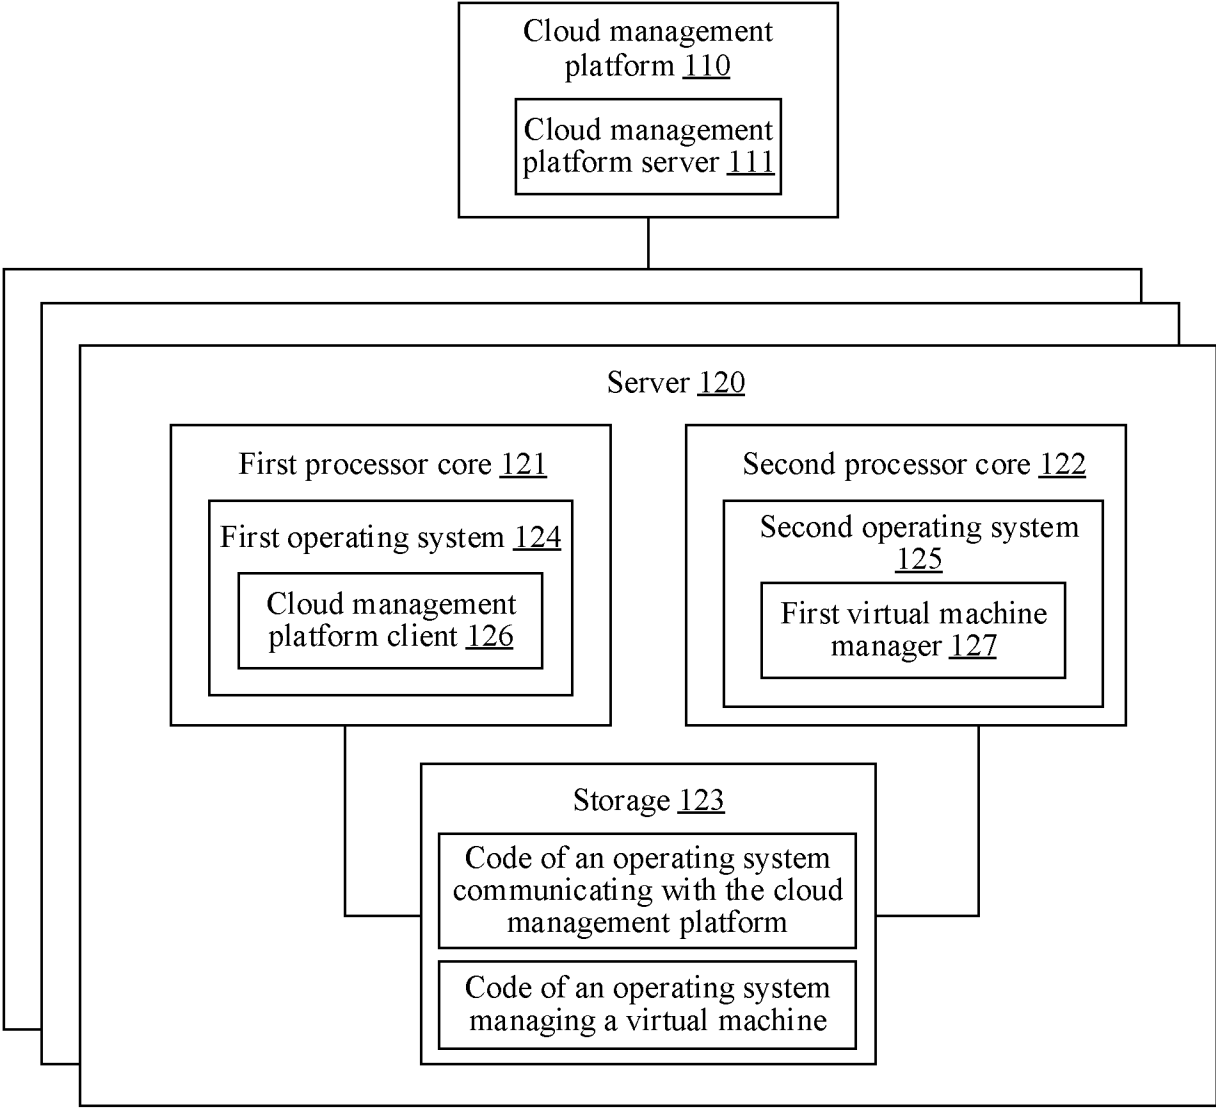 Cloud management
platform 110
Cloud management
platform server 111
Server 120
First processor core 121
First operating system 124
Cloud management
platform client 126
Second processor core 122
Second operating system
125
First virtual machine
manager 127
Storage 123
Code of an operating system
communicating with the cloud
management platform
Code of an operating system
managing a virtual machine